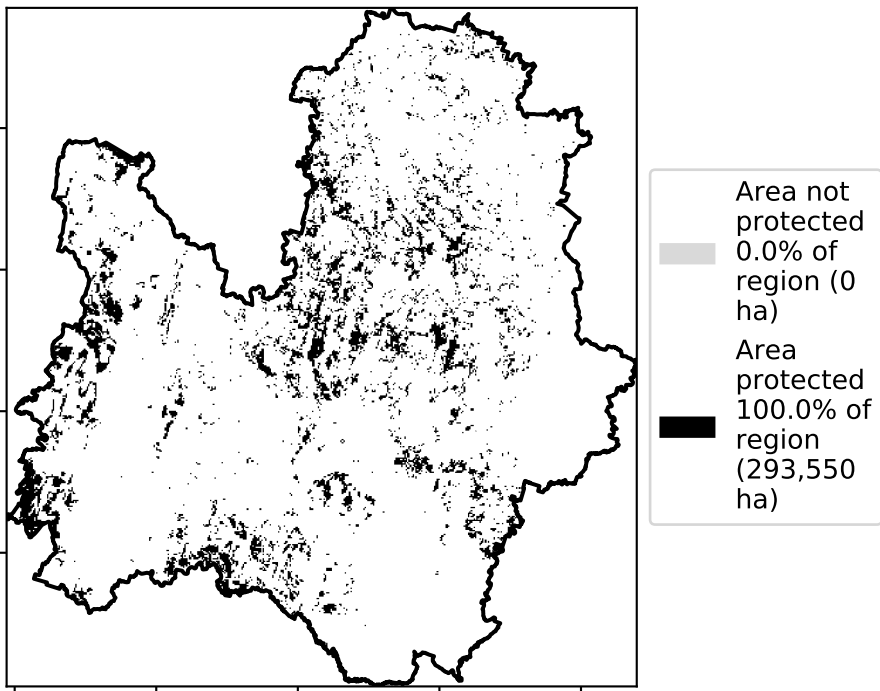 Area not
protected
0.0% of
region (0
ha)
Area
protected
100.0% of
region
(293,550
ha)